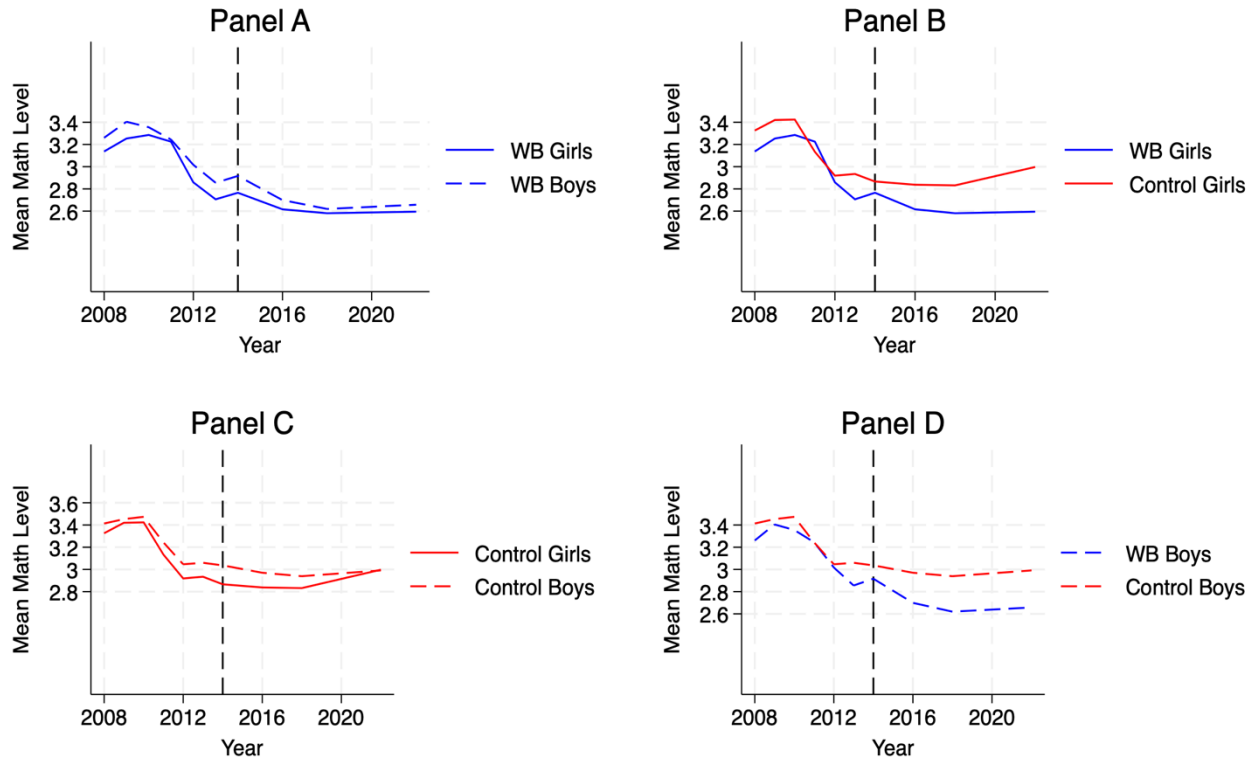 Panel A
Mean Math Level
3.4
3.2
3
2.8
2.6
2008 2012 2016 2020
Year
WB Girls
WB Boys
Panel B
Mean Math Level
3.4
3.2
3
2.8
2.6
2008 2012 2016 2020
Year
WB Girls
Control Girls
Panel C
Mean Math Level
3.6
3.4
3.2
3
2.8
2008 2012 2016 2020
Year
Control Girls
Control Boys
Panel D
Mean Math Level
3.4
3.2
3
2.8
2.6
2008 2012 2016 2020
Year
WB Boys
Control Boys